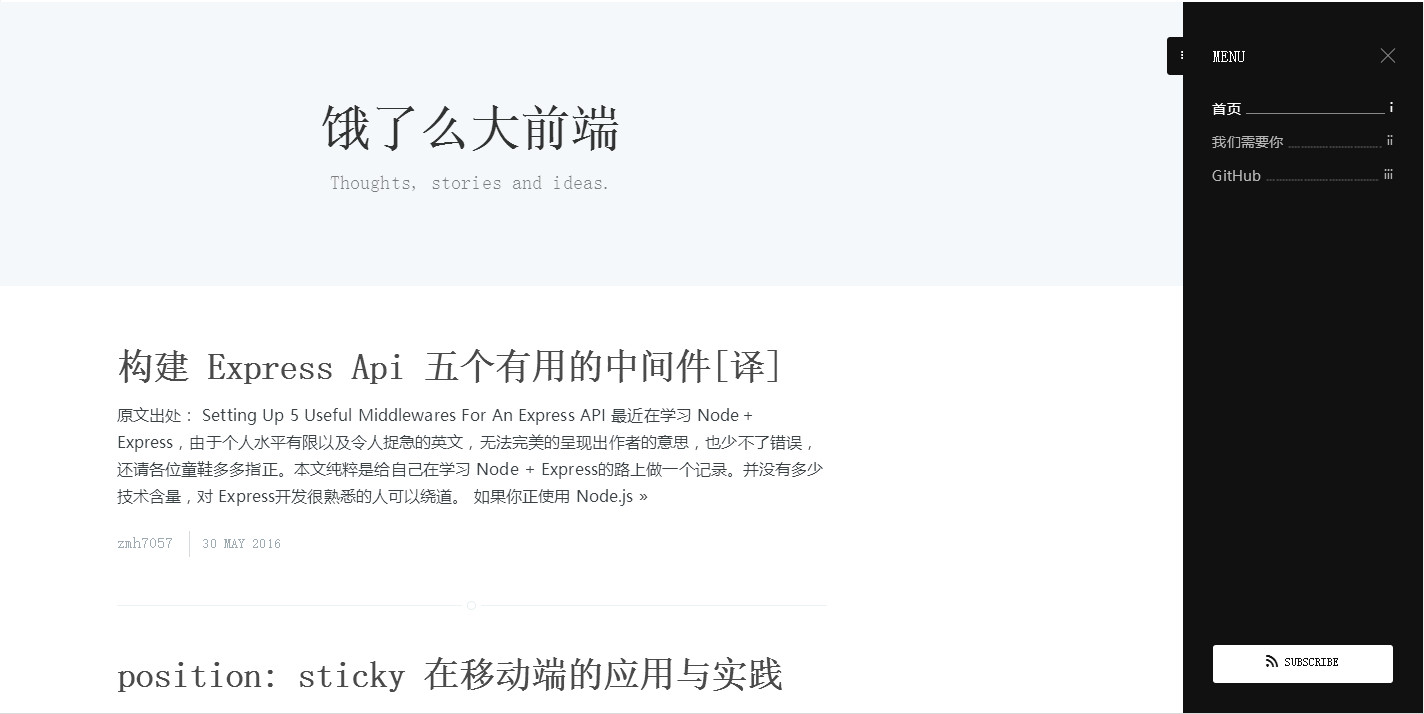 饿了么大前端
Thoughts, stories and ideas.
构建 Express Api 五个有用的中间件[译]
原文出处： Setting Up 5 Useful Middlewares For An Express API 最近在学习 Node +
Express，由于个人水平有限以及令人捉急的英文，无法完美的呈现出作者的意思，也少不了错误，
还请各位童鞋多多指正。本文纯粹是给自己在学习 Node + Express的路上做一个记录。并没有多少
技术含量，对 Express开发很熟悉的人可以绕道。 如果你正使用 Node.js »
zmh7057 30 MAY 2016
position: sticky 在移动端的应用与实践
MENU
首页 i
我们需要你 ii
GitHub iii
SUBSCRIBE